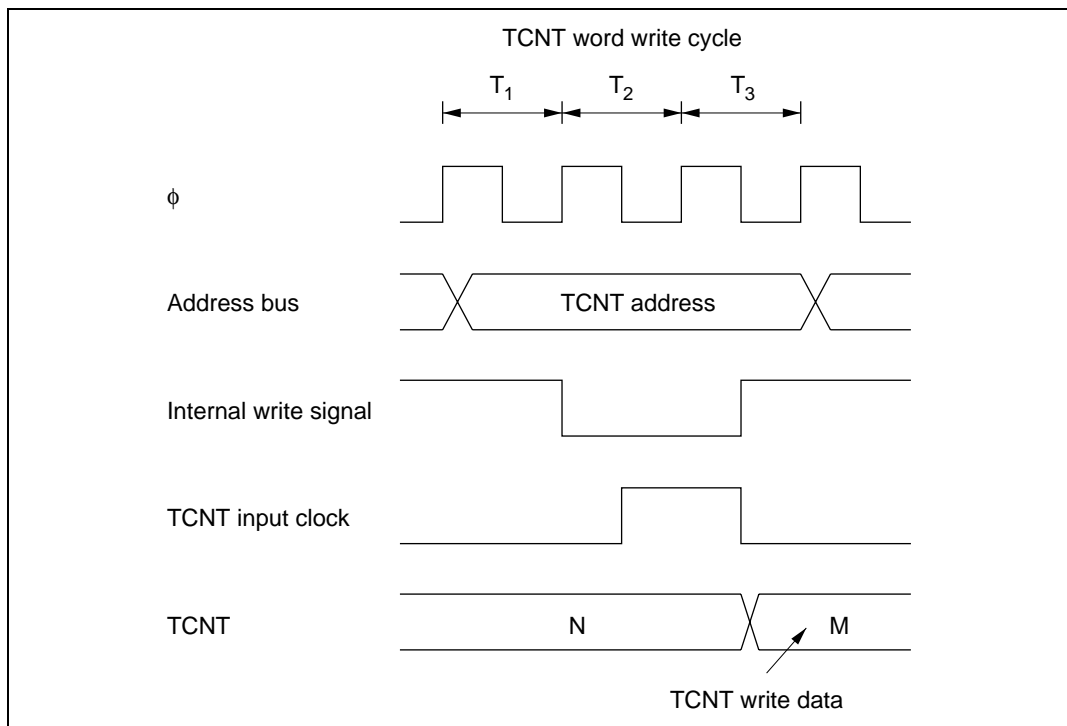 TCNT word write cycle
T1 T2 T3
ϕ
Address bus TCNT address
Internal write signal
TCNT input clock
TCNT N M
TCNT write data